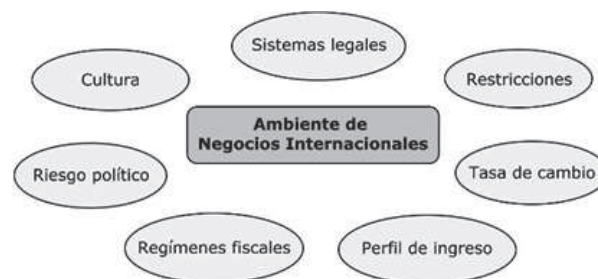 Sistemas legales
Cultura
Restricciones
Ambiente de
Negocios Internacionales
Riesgo político
Tasa de cambio
Regímenes fiscales
Perfil de ingreso